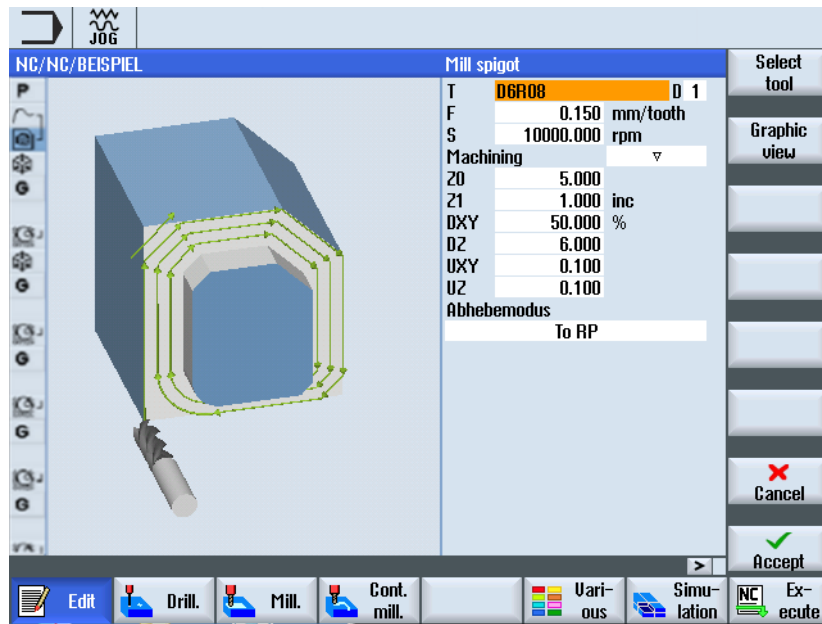 JOG
NC/NC/BEISPIEL
Mill spigot
Select tool
T D6R08 D 1
F 0.150 mm/tooth
S 10000.000 rpm
Graphic view
Machining ▿
Z0 5.000
Z1 1.000 inc
DXY 50.000 %
DZ 6.000
UXY 0.100
UZ 0.100
Abhebemodus
To RP
P
G
G
G
G
G
Cancel
Accept
>
Edit
Drill.
Mill.
Cont. mill.
Vari-
ous
Simu-
lation
NC
Ex-
ecute